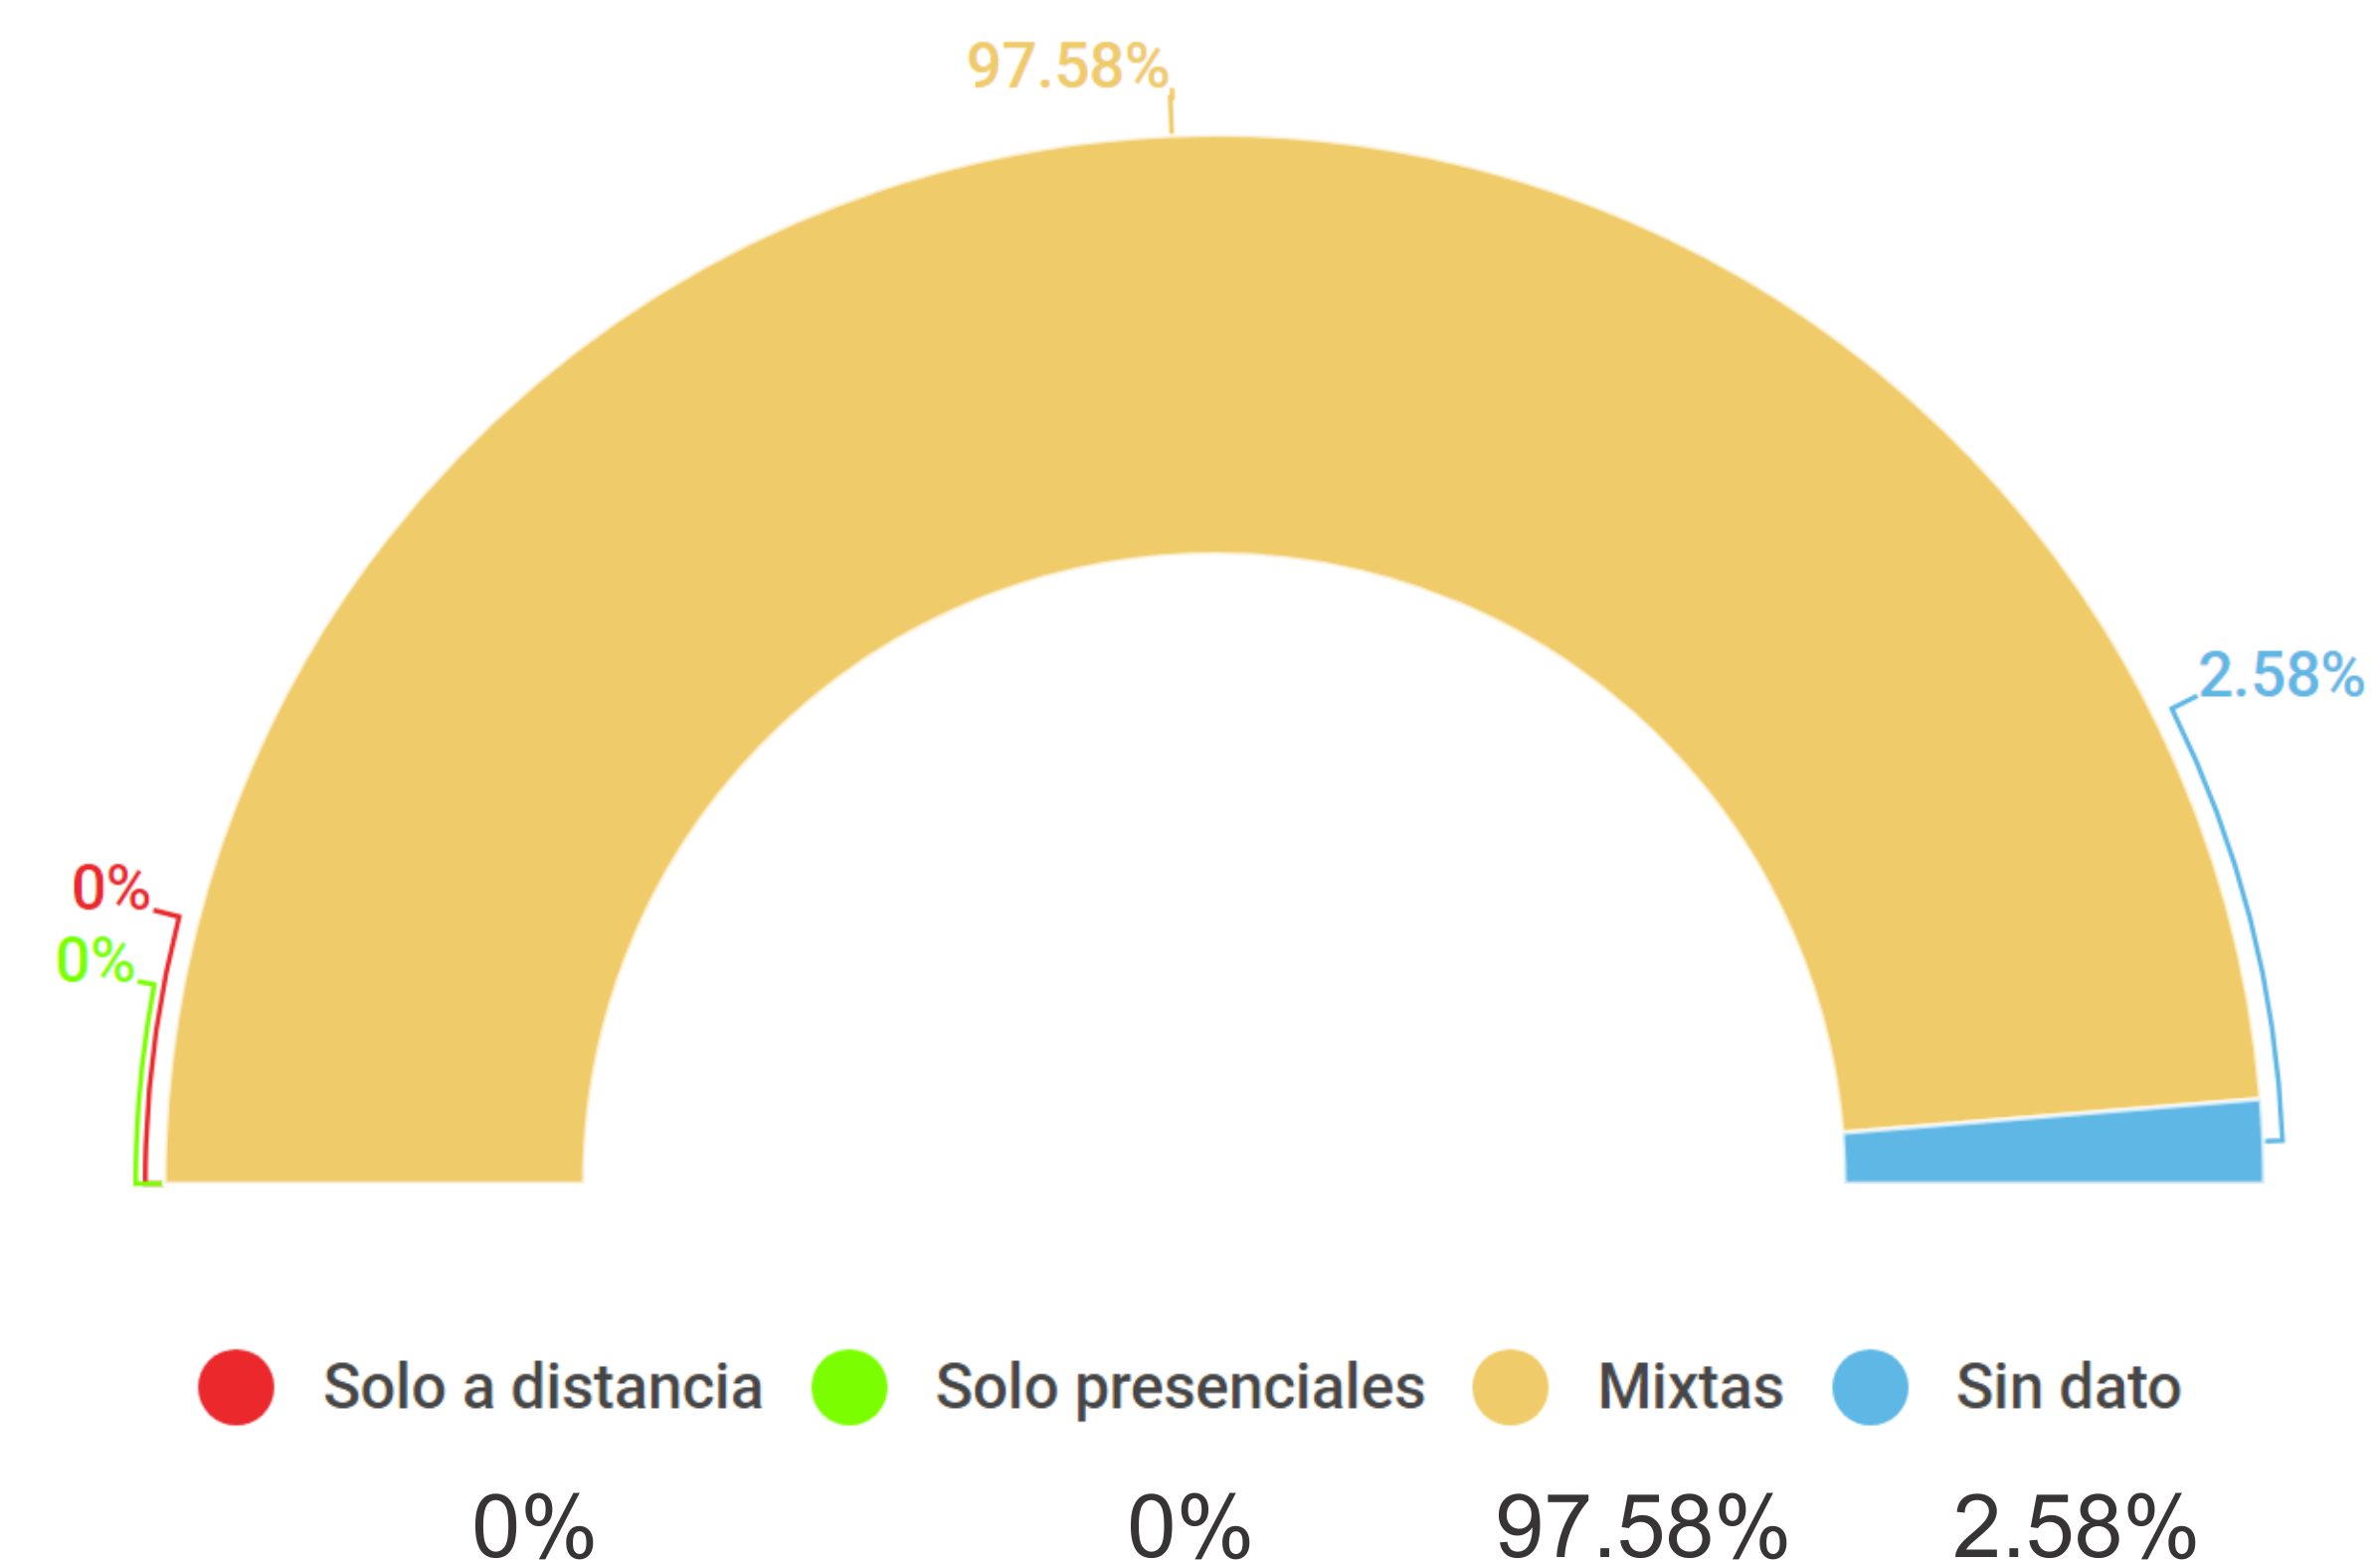 97.58%
2.58%
0%
0%
Solo a distancia Solo presenciales Mixtas Sin dato
0% 0% 97.58% 2.58%